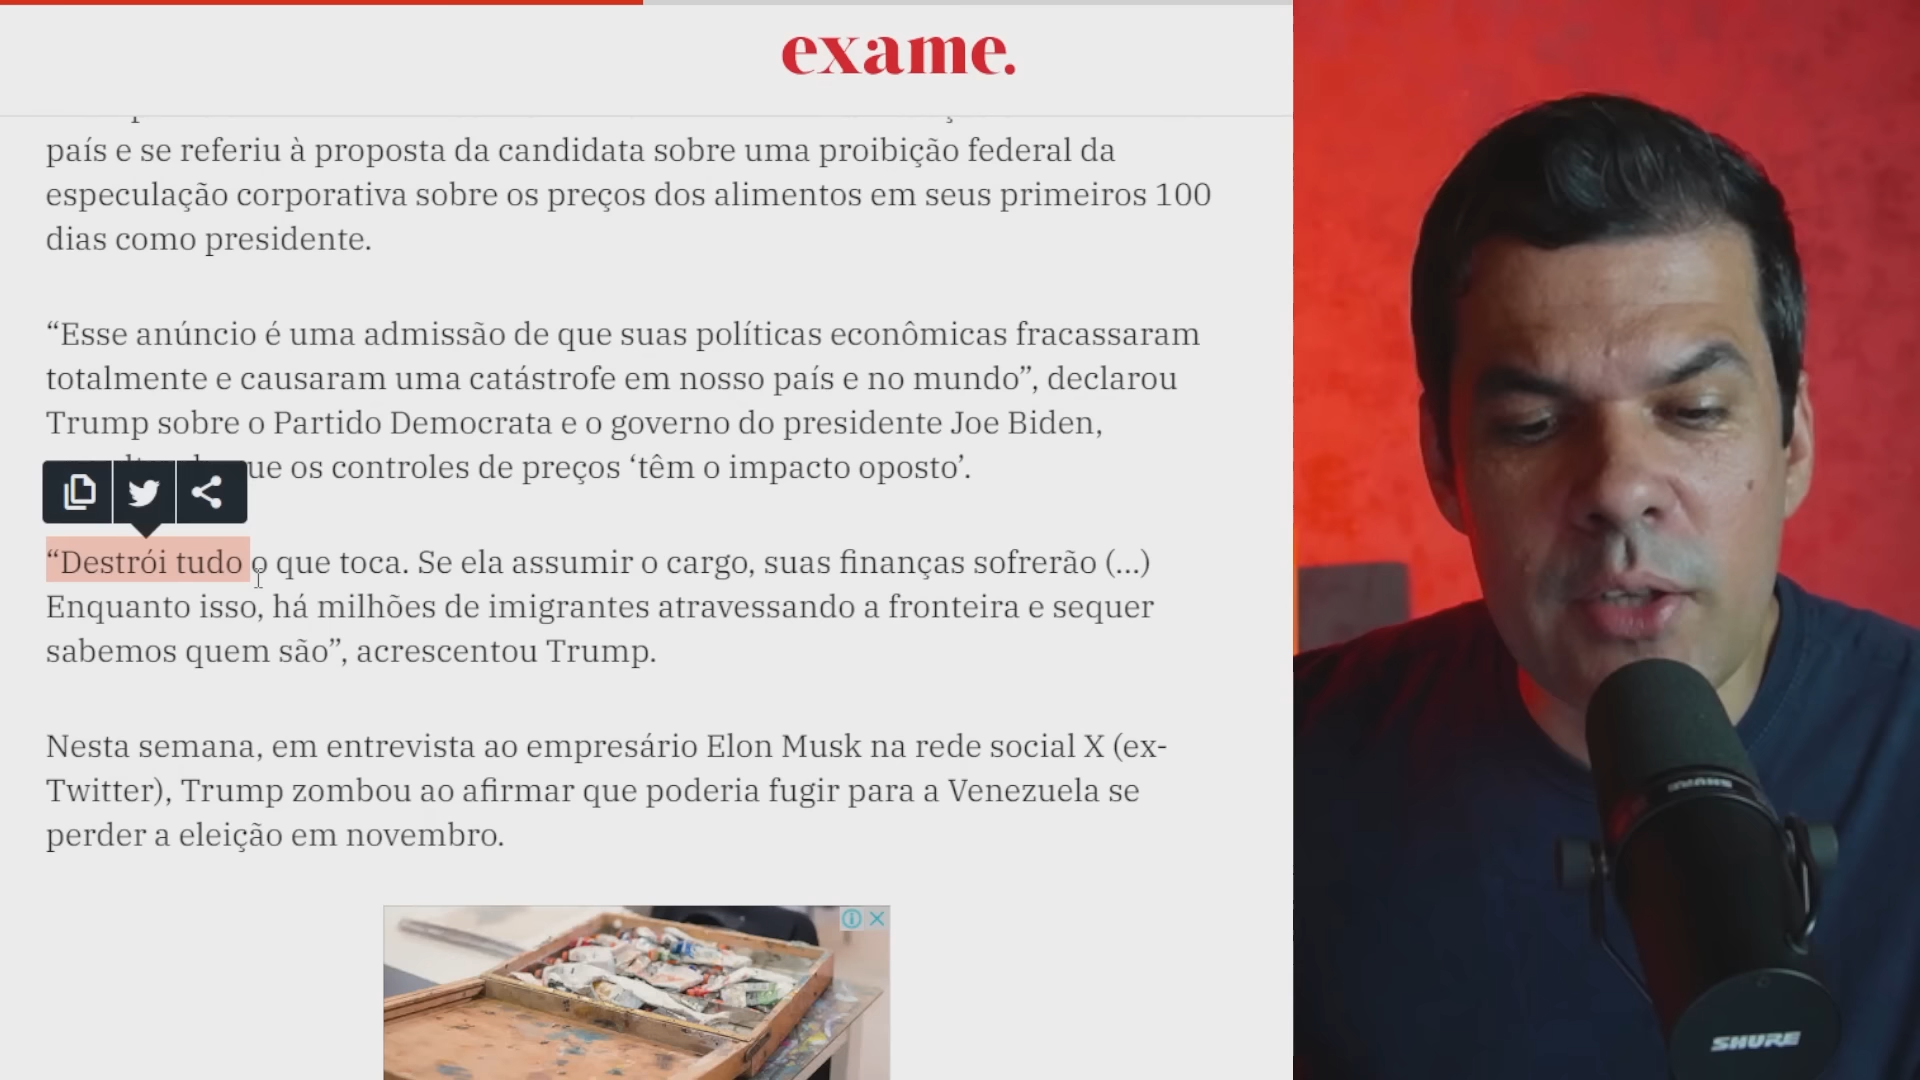 exame.
país e se referiu à proposta da candidata sobre uma proibição federal da
especulação corporativa sobre os preços dos alimentos em seus primeiros 100
dias como presidente.
“Esse anúncio é uma admissão de que suas políticas econômicas fracassaram
totalmente e causaram uma catástrofe em nosso país e no mundo”, declarou
Trump sobre o Partido Democrata e o governo do presidente Joe Biden,
os controles de preços ‘têm o impacto oposto’.
“Destrói tudo o que toca. Se ela assumir o cargo, suas finanças sofrerão (...)
Enquanto isso, há milhões de imigrantes atravessando a fronteira e sequer
sabemos quem são”, acrescentou Trump.
Nesta semana, em entrevista ao empresário Elon Musk na rede social X (ex-
Twitter), Trump zombou ao afirmar que poderia fugir para a Venezuela se
perder a eleição em novembro.
SHURE